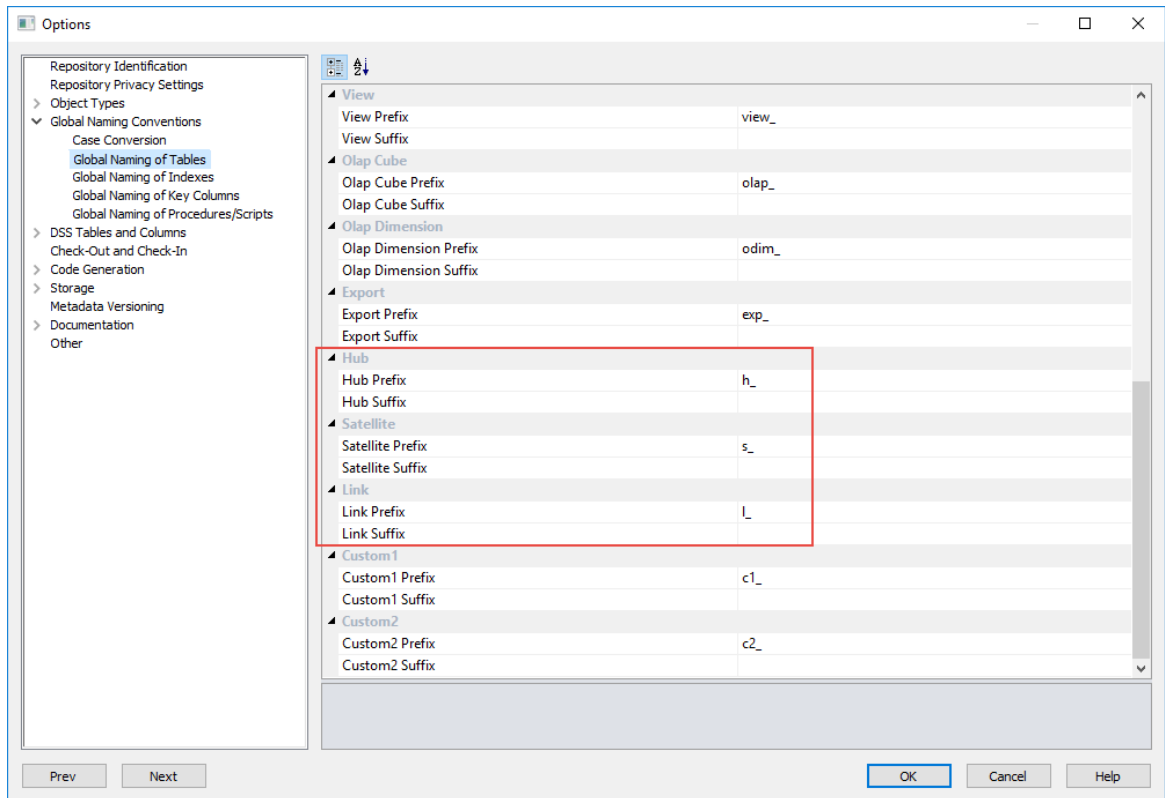 Options
Repository Identification
Repository Privacy Settings
Object Types
Global Naming Conventions
Case Conversion
Global Naming of Tables
Global Naming of Indexes
Global Naming of Key Columns
Global Naming of Procedures/Scripts
DSS Tables and Columns
Check-Out and Check-In
Code Generation
Storage
Metadata Versioning
Documentation
Other
View
View Prefix view_
View Suffix
Olap Cube
Olap Cube Prefix olap_
Olap Cube Suffix
Olap Dimension
Olap Dimension Prefix odim_
Olap Dimension Suffix
Export
Export Prefix exp_
Export Suffix
Hub
Hub Prefix h_
Hub Suffix
Satellite
Satellite Prefix s_
Satellite Suffix
Link
Link Prefix l_
Link Suffix
Custom1
Custom1 Prefix c1_
Custom1 Suffix
Custom2
Custom2 Prefix c2_
Custom2 Suffix
Prev Next OK Cancel Help